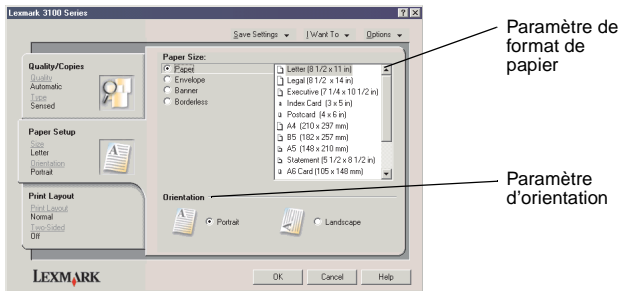 Lexmark 3100 Series
Save Settings
I Want To
Options
Quality/Copies
Quality
Automatic
Type
Sensed
Paper Setup
Size
Letter
Orientation
Portrait
Print Layout
Print Layout
Normal
Two-Sided
Off
Paper Size:
Paper
Envelope
Banner
Borderless
Letter (8 1/2 x 11 in)
Legal (8 1/2 x 14 in)
Executive (7 1/4 x 10 1/2 in)
Index Card (3 x 5 in)
Postcard (4 x 6 in)
A4 (210 x 297 mm)
B5 (182 x 257 mm)
A5 (148 x 210 mm)
Statement (5 1/2 x 8 1/2 in)
A6 Card (105 x 148 mm)
Orientation
Portrait
Landscape
LEXMARK
OK
Cancel
Help
Paramètre de
format de
papier
Paramètre
d'orientation